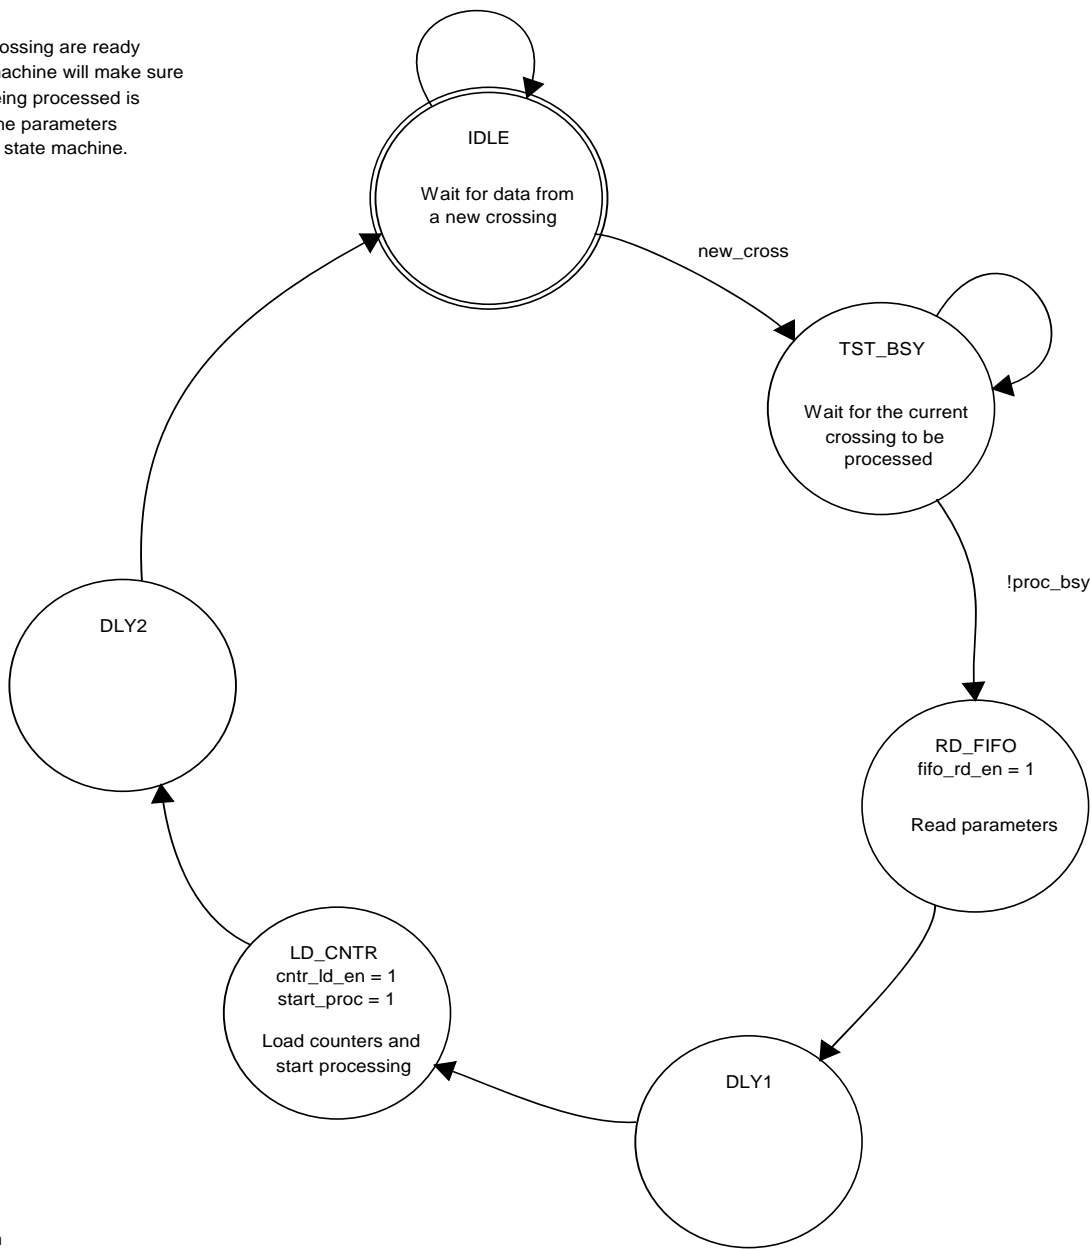 ossing are ready
achine will make sure
eing processed is
ne parameters
state machine.
IDLE
Wait for data from
a new crossing
new_cross
TST_BSY
Wait for the current
crossing to be
processed
!proc_bsy
DLY2
RD_FIFO
fifo_rd_en = 1
Read parameters
LD_CNTR
cntr_ld_en = 1
start_proc = 1
Load counters and
start processing
DLY1